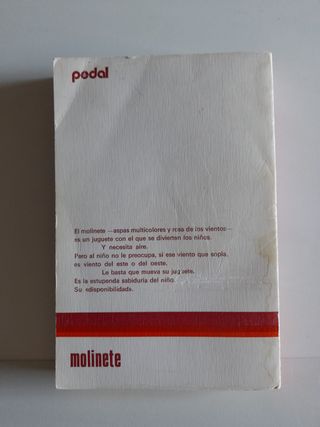 pedal
El molinete —aspas multicolores y rosa de los vientos—
es un juguete con el que se divierten los niños.
Y necesita aire.
Pero al niño no le preocupa, si ese viento que sopla,
es viento del este o del oeste.
Le basta que mueva su juguete.
Es la estupenda sabiduría del niño.
Su «disponibilidad».
molinete